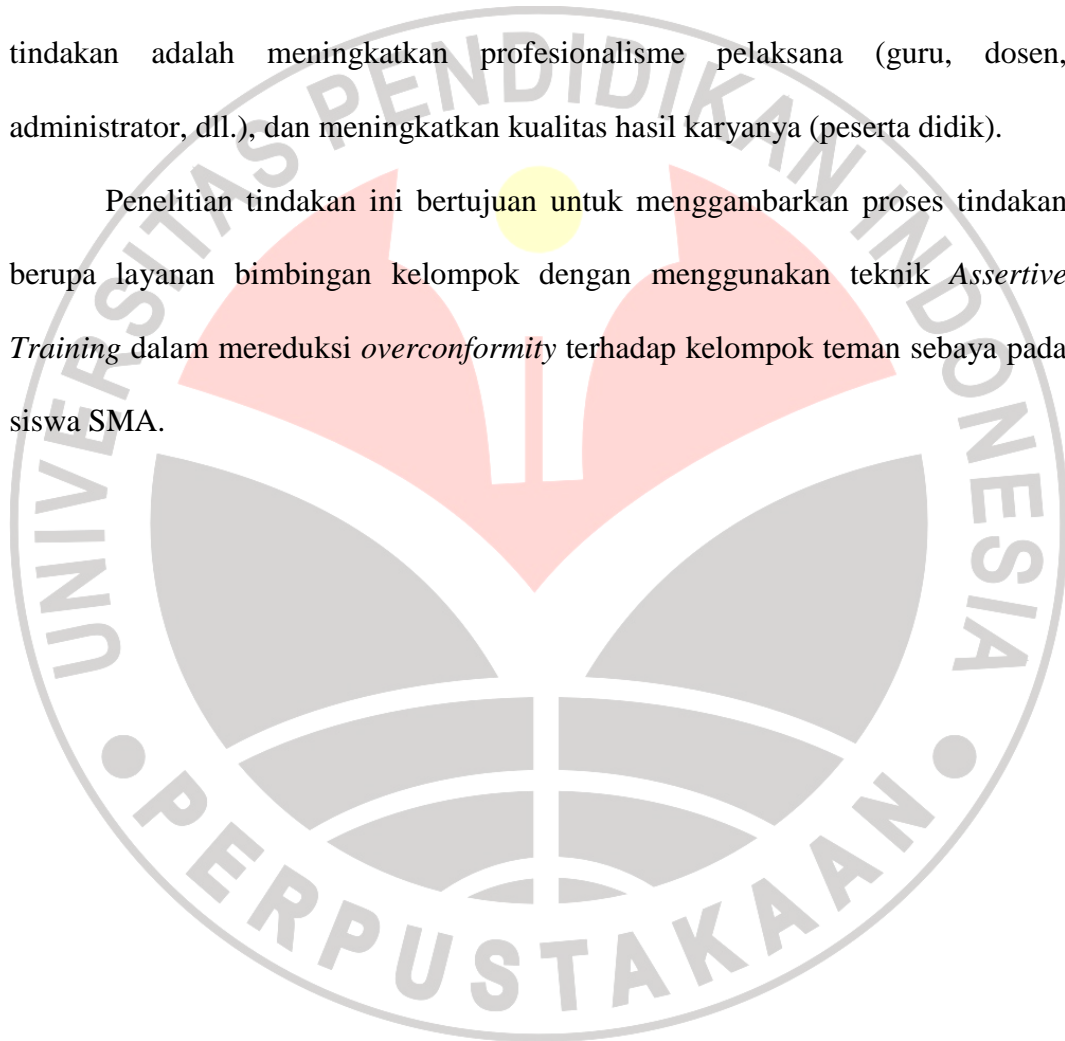 tindakan adalah meningkatkan profesionalisme pelaksana (guru, dosen,
administrator, dll.), dan meningkatkan kualitas hasil karyanya (peserta didik).
Penelitian tindakan ini bertujuan untuk menggambarkan proses tindakan
berupa layanan bimbingan kelompok dengan menggunakan teknik Assertive
Training dalam mereduksi overconformity terhadap kelompok teman sebaya pada
siswa SMA.
UNIVERSITAS PENDIDIKAN INDONESIA
PERPUSTAKAAN